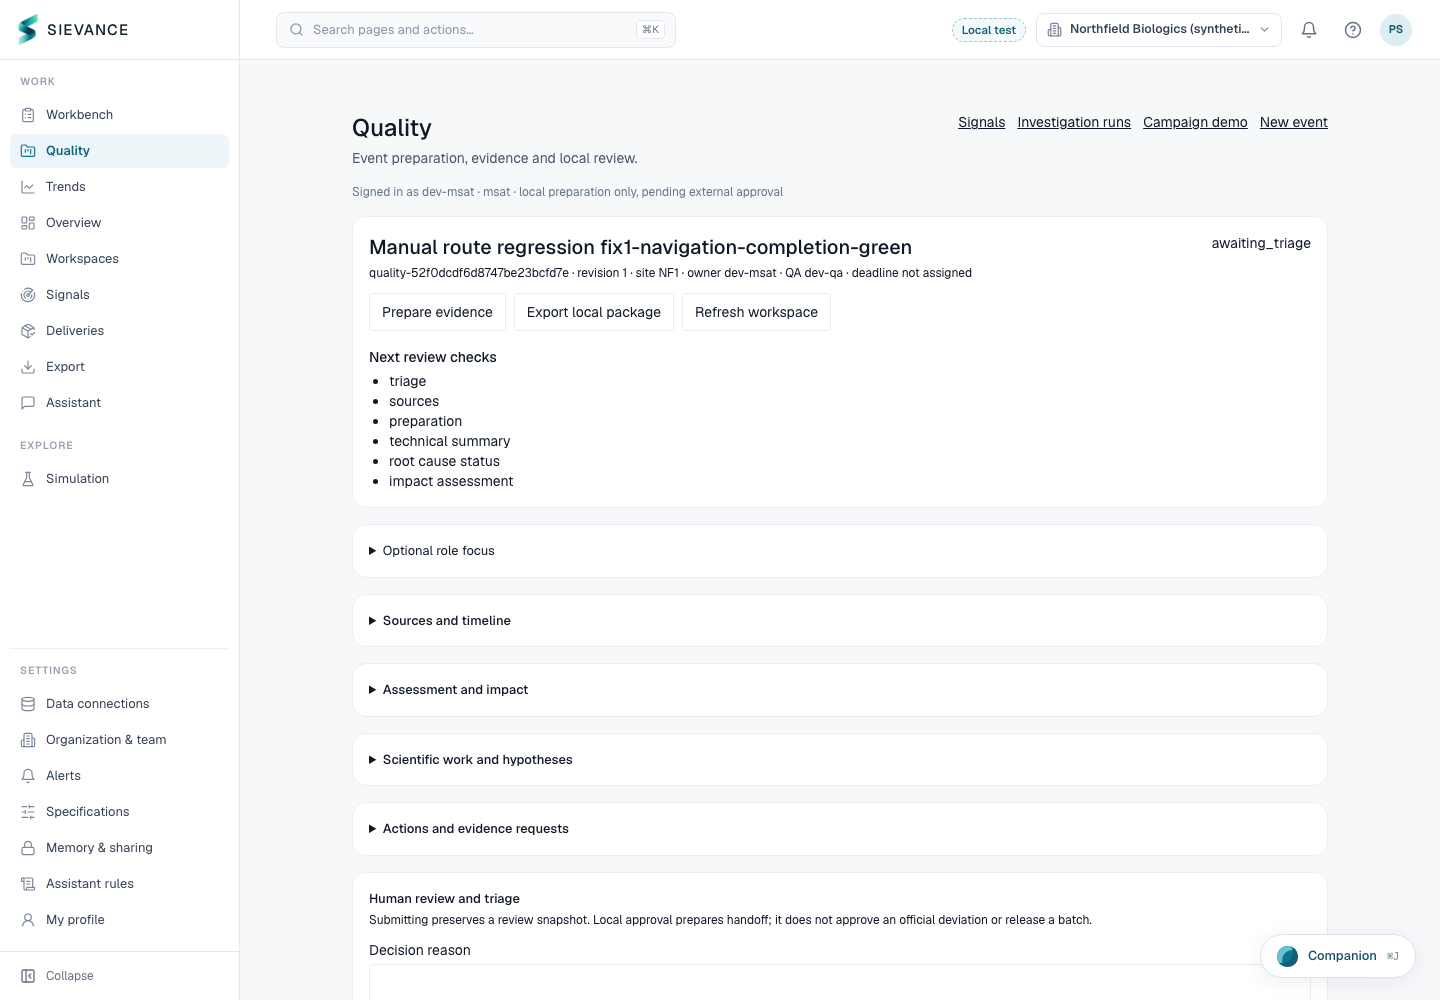 SIEVANCE
Search pages and actions...
⌘K
Local test
Northfield Biologics (syntheti...
PS
WORK
Workbench
Quality
Trends
Overview
Workspaces
Signals
Deliveries
Export
Assistant
EXPLORE
Simulation
SETTINGS
Data connections
Organization & team
Alerts
Specifications
Memory & sharing
Assistant rules
My profile
Collapse
Quality
Signals Investigation runs Campaign demo New event
Event preparation, evidence and local review.
Signed in as dev-msat · msat · local preparation only, pending external approval
Manual route regression fix1-navigation-completion-green
awaiting_triage
quality-52f0dcdf6d8747be23bcfd7e · revision 1 · site NF1 · owner dev-msat · QA dev-qa · deadline not assigned
Prepare evidence
Export local package
Refresh workspace
Next review checks
• triage
• sources
• preparation
• technical summary
• root cause status
• impact assessment
Optional role focus
Sources and timeline
Assessment and impact
Scientific work and hypotheses
Actions and evidence requests
Human review and triage
Submitting preserves a review snapshot. Local approval prepares handoff; it does not approve an official deviation or release a batch.
Decision reason
Companion ⌘J